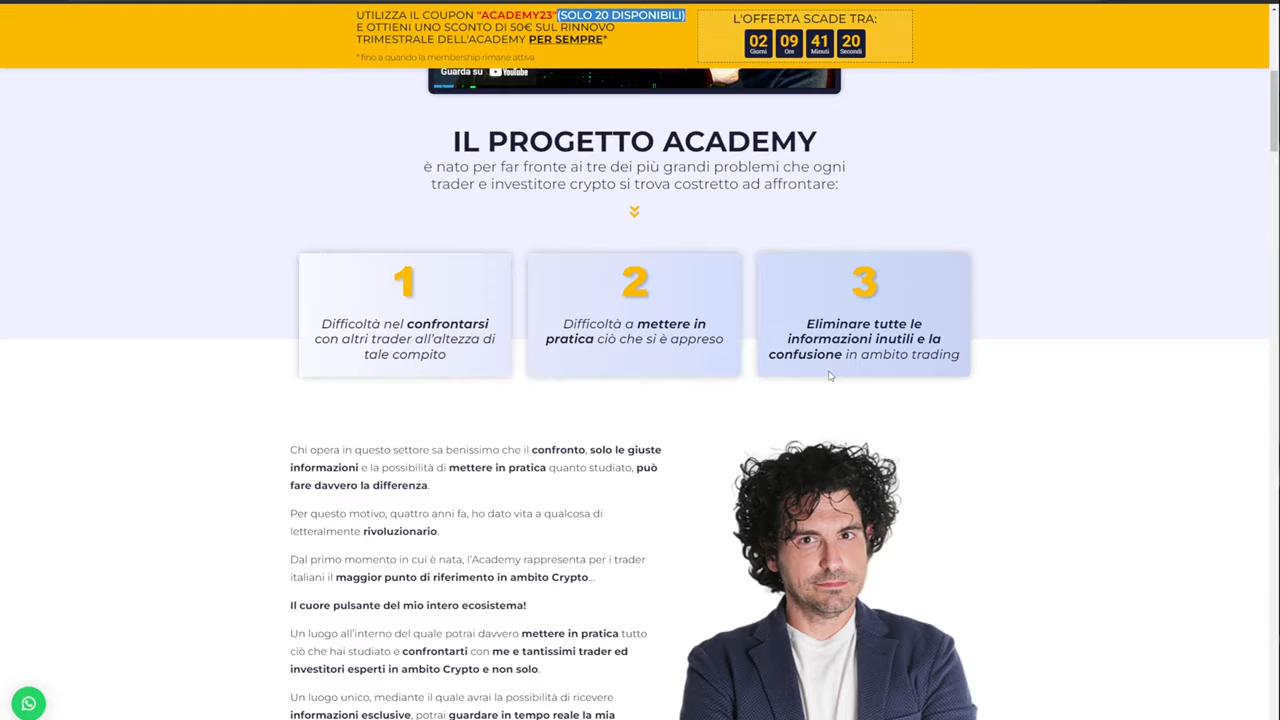 UTILIZZA IL COUPON "ACADEMY23"(SOLO 20 DISPONIBILI)
E OTTIENI UNO SCONTO DI 50€ SUL RINNOVO
TRIMESTRALE DELL'ACADEMY PER SEMPRE*
* fino a quando la membership rimane attiva
L'OFFERTA SCADE TRA:
02 09 41 20
Giorni Ore Minuti Secondi
Guarda su YouTube
IL PROGETTO ACADEMY
è nato per far fronte ai tre dei più grandi problemi che ogni
trader e investitore crypto si trova costretto ad affrontare:
1
Difficoltà nel confrontarsi
con altri trader all'altezza di
tale compito
2
Difficoltà a mettere in
pratica ciò che si è appreso
3
Eliminare tutte le
informazioni inutili e la
confusione in ambito trading
Chi opera in questo settore sa benissimo che il confronto, solo le giuste
informazioni e la possibilità di mettere in pratica quanto studiato, può
fare davvero la differenza.
Per questo motivo, quattro anni fa, ho dato vita a qualcosa di
letteralmente rivoluzionario.
Dal primo momento in cui è nata, l'Academy rappresenta per i trader
italiani il maggior punto di riferimento in ambito Crypto...
Il cuore pulsante del mio intero ecosistema!
Un luogo all'interno del quale potrai davvero mettere in pratica tutto
ciò che hai studiato e confrontarti con me e tantissimi trader ed
investitori esperti in ambito Crypto e non solo.
Un luogo unico, mediante il quale avrai la possibilità di ricevere
informazioni esclusive, potrai guardare in tempo reale la mia